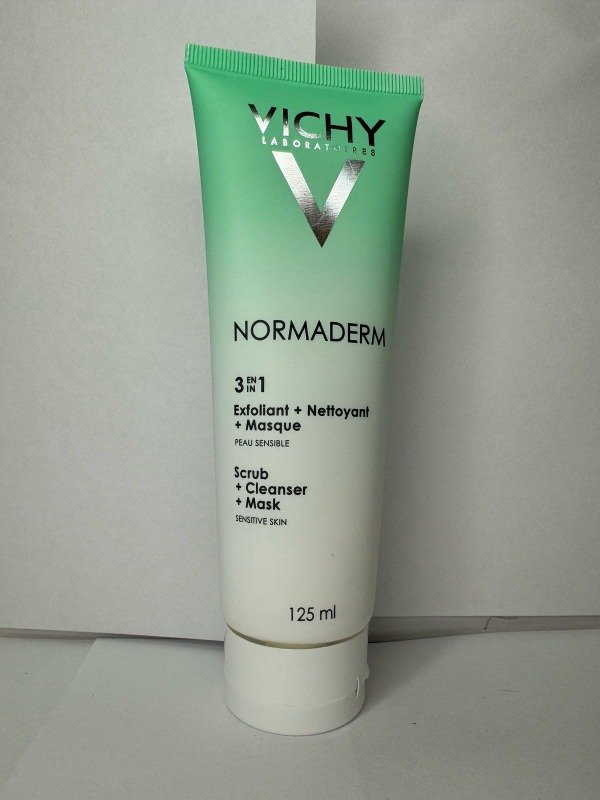 VICHY
LABORATOIRES
NORMADERM
3 EN IN 1
Exfoliant + Nettoyant
+ Masque
PEAU SENSIBLE
Scrub
+ Cleanser
+ Mask
SENSITIVE SKIN
125 ml